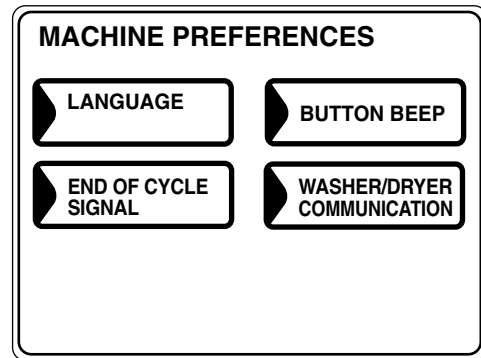 MACHINE PREFERENCES
LANGUAGE
BUTTON BEEP
END OF CYCLE
SIGNAL
WASHER/DRYER
COMMUNICATION